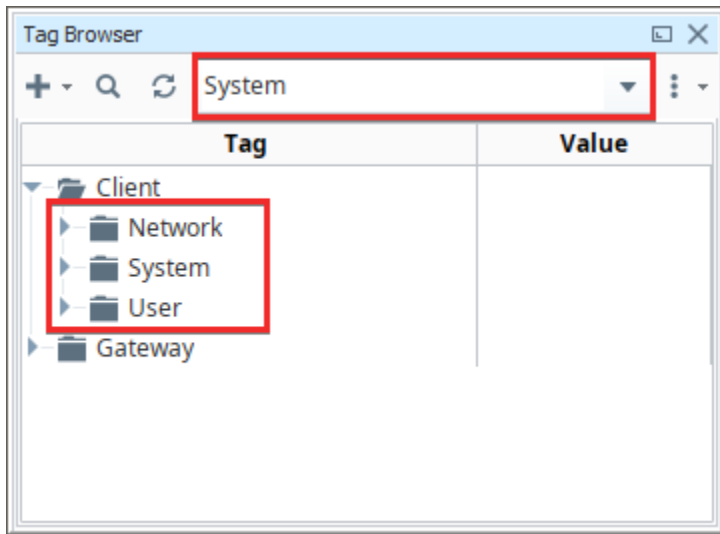 Tag Browser
System
Tag Value
Client
Network
System
User
Gateway